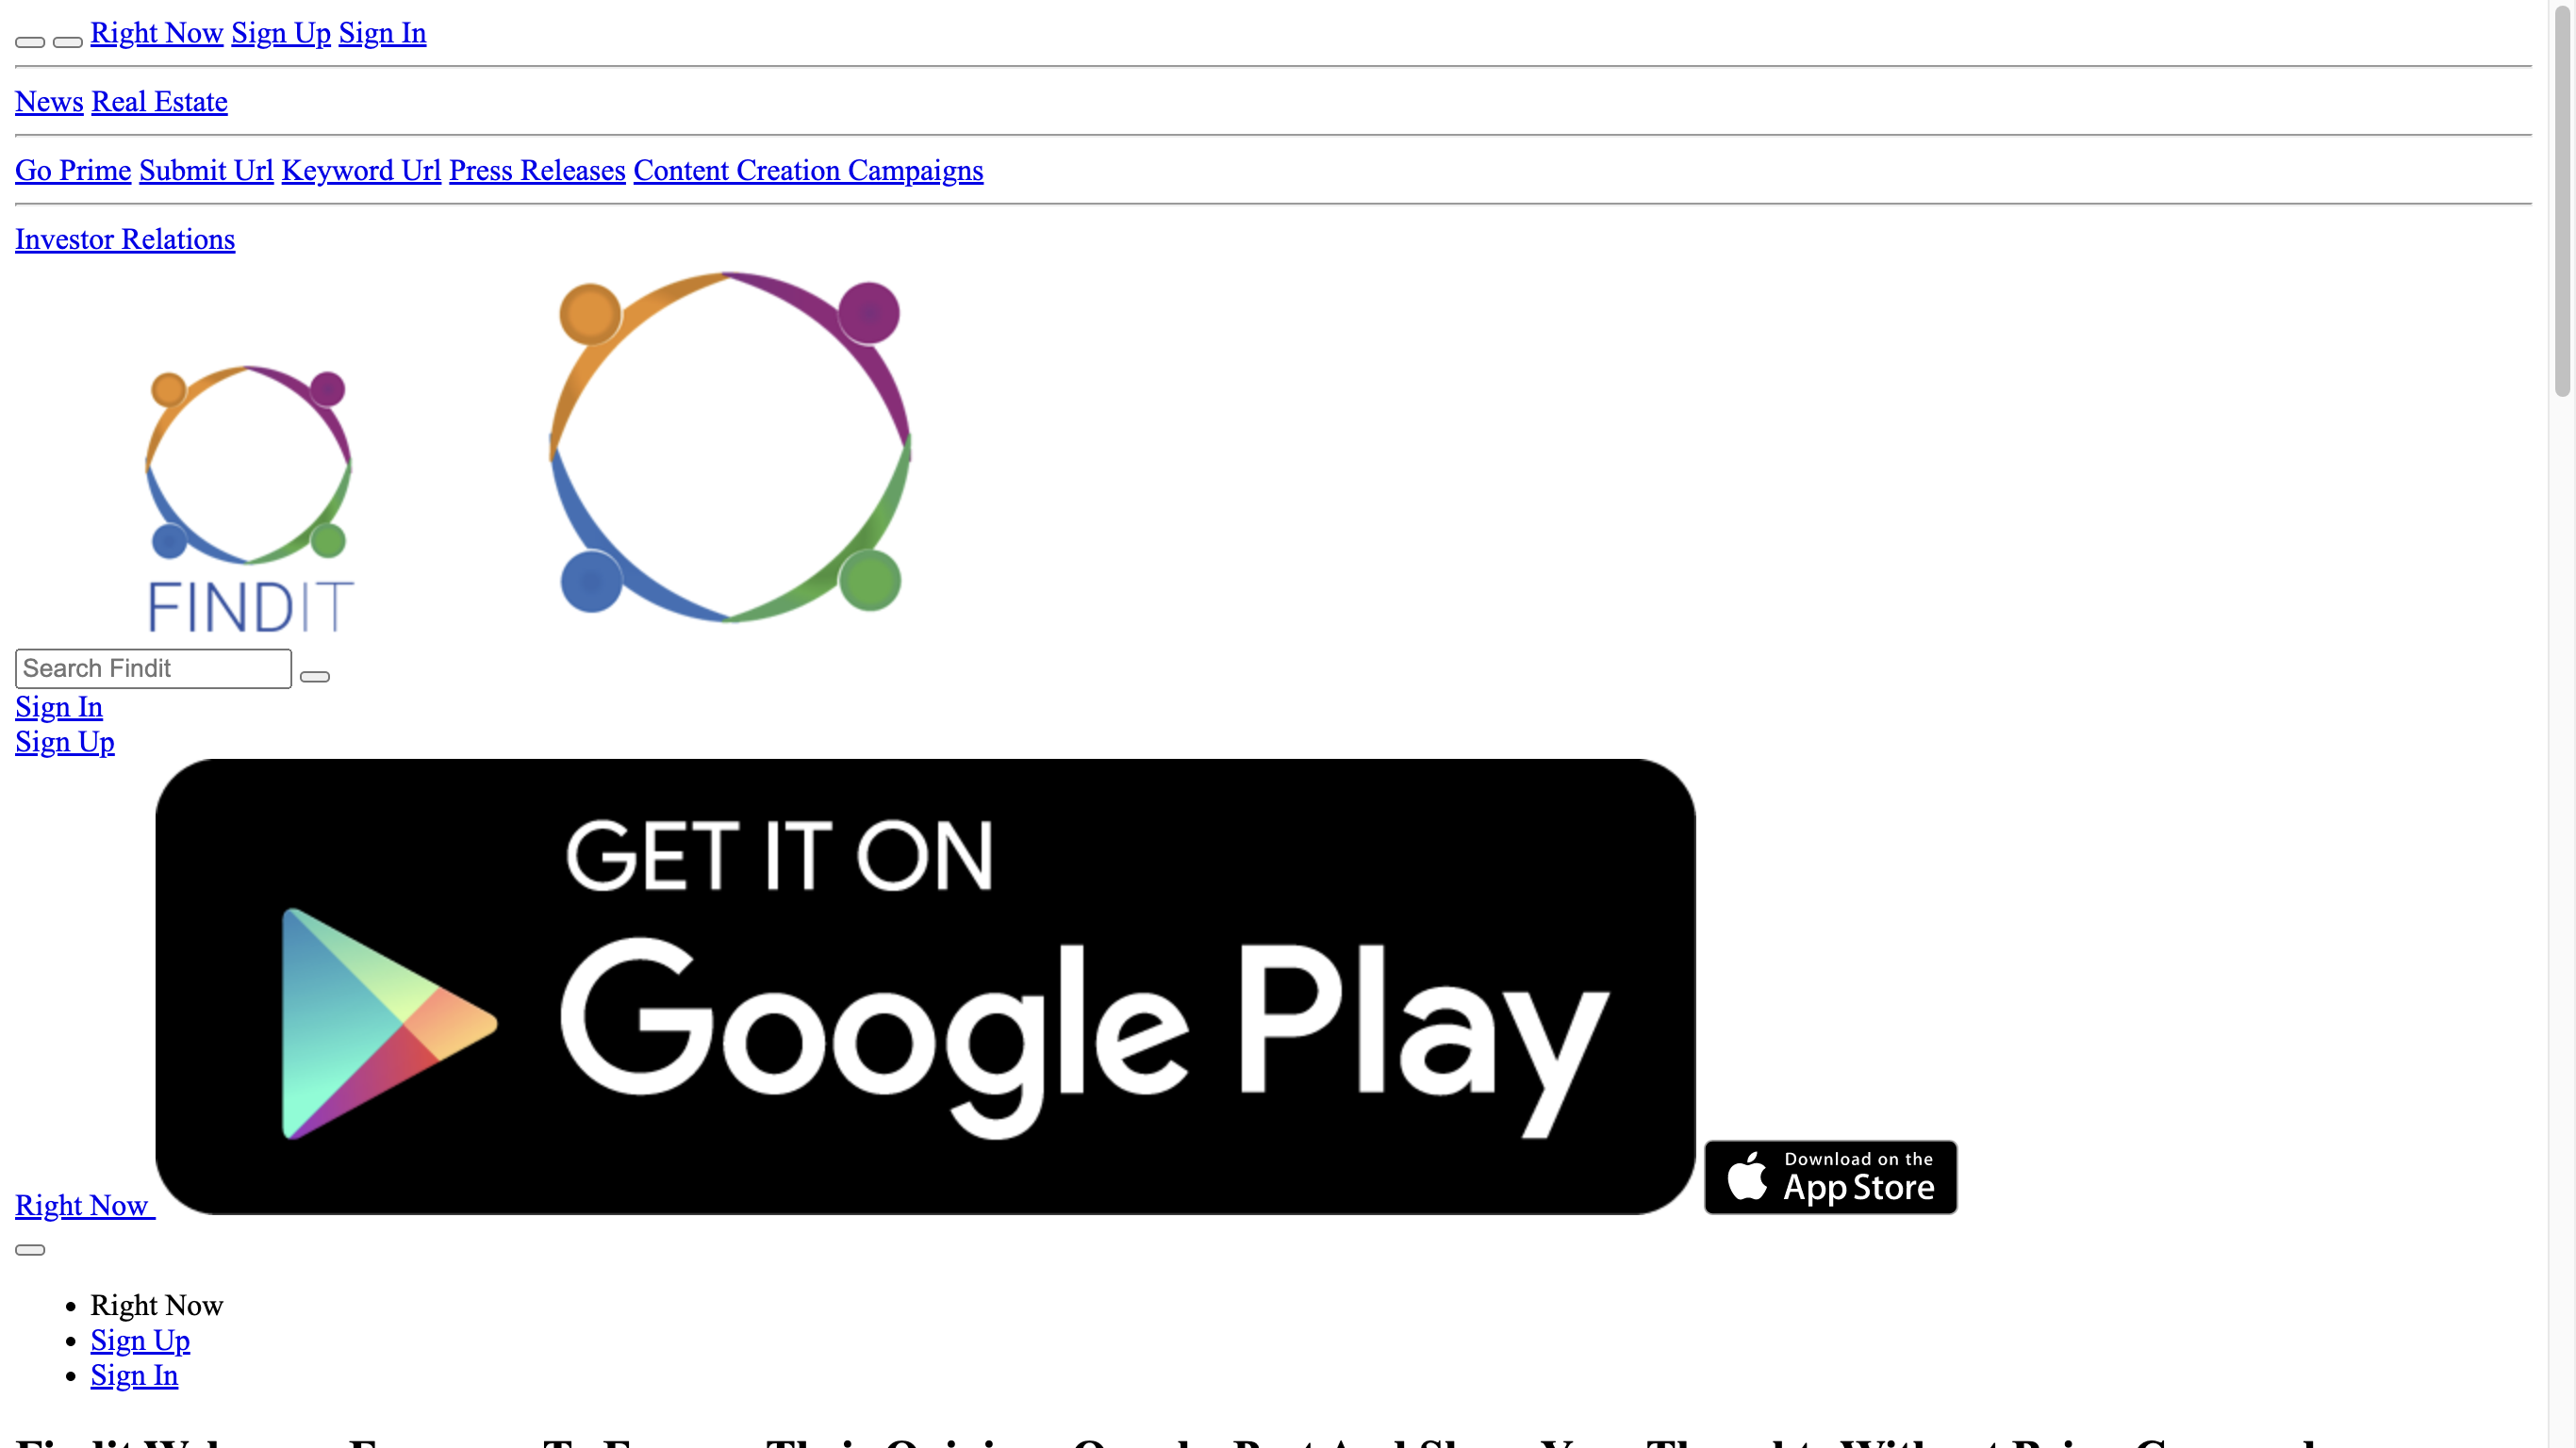 Right Now Sign Up Sign In
News Real Estate
Go Prime Submit Url Keyword Url Press Releases Content Creation Campaigns
Investor Relations
FINDIT
Search Findit
Sign In
Sign Up
GET IT ON
Google Play
Download on the
App Store
Right Now
Right Now
Sign Up
Sign In